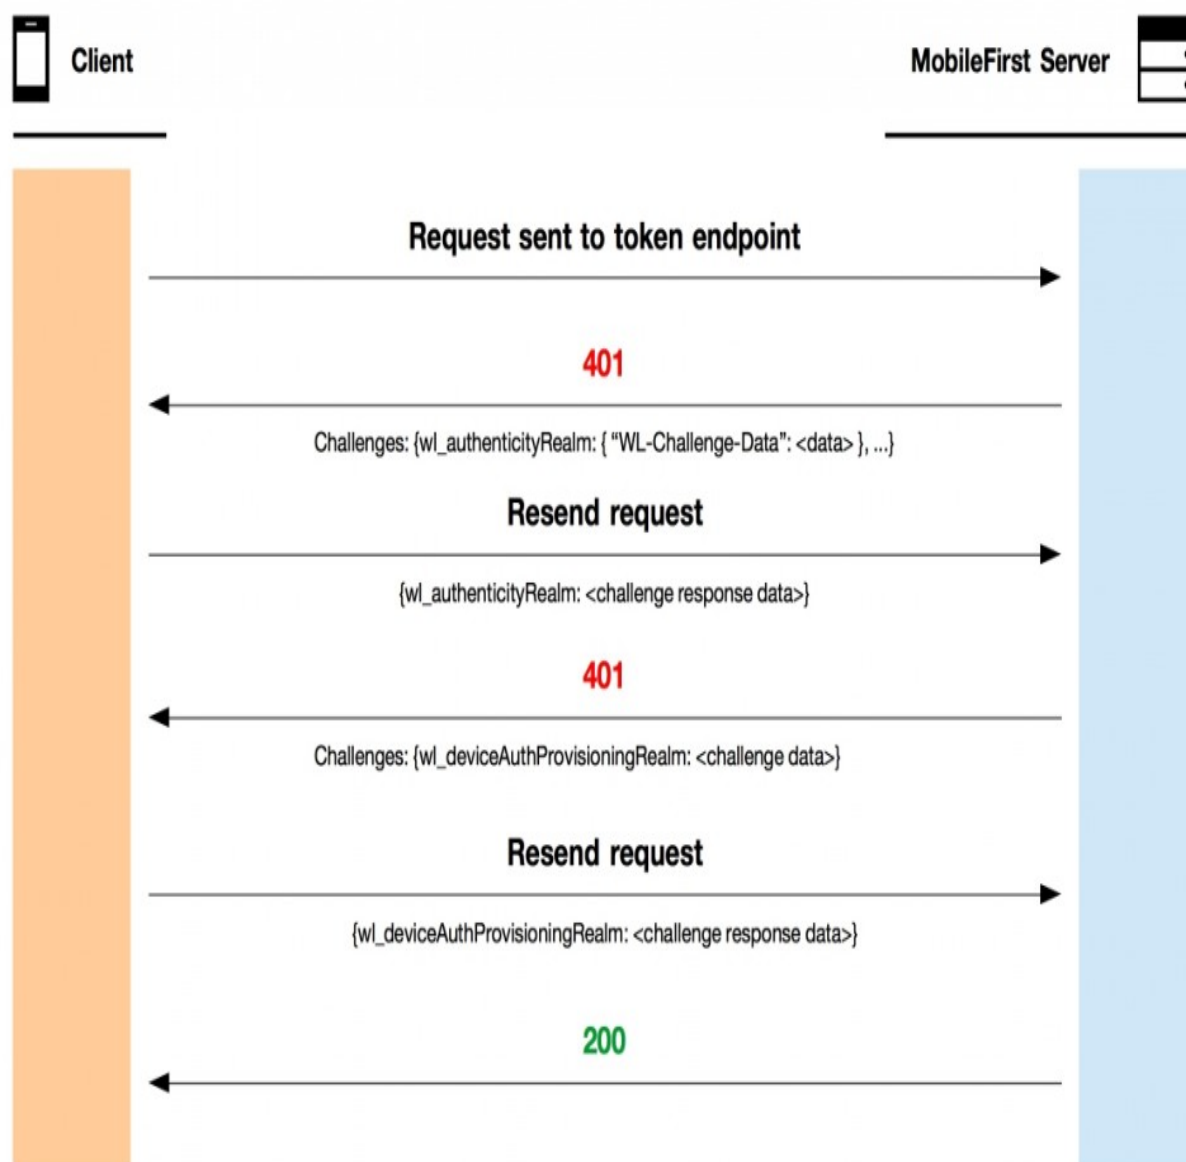 Client
MobileFirst Server
Request sent to token endpoint
401
Challenges: {wl_authenticityRealm: { “WL-Challenge-Data”: <data> }, ...}
Resend request
{wl_authenticityRealm: <challenge response data>}
401
Challenges: {wl_deviceAuthProvisioningRealm: <challenge data>}
Resend request
{wl_deviceAuthProvisioningRealm: <challenge response data>}
200